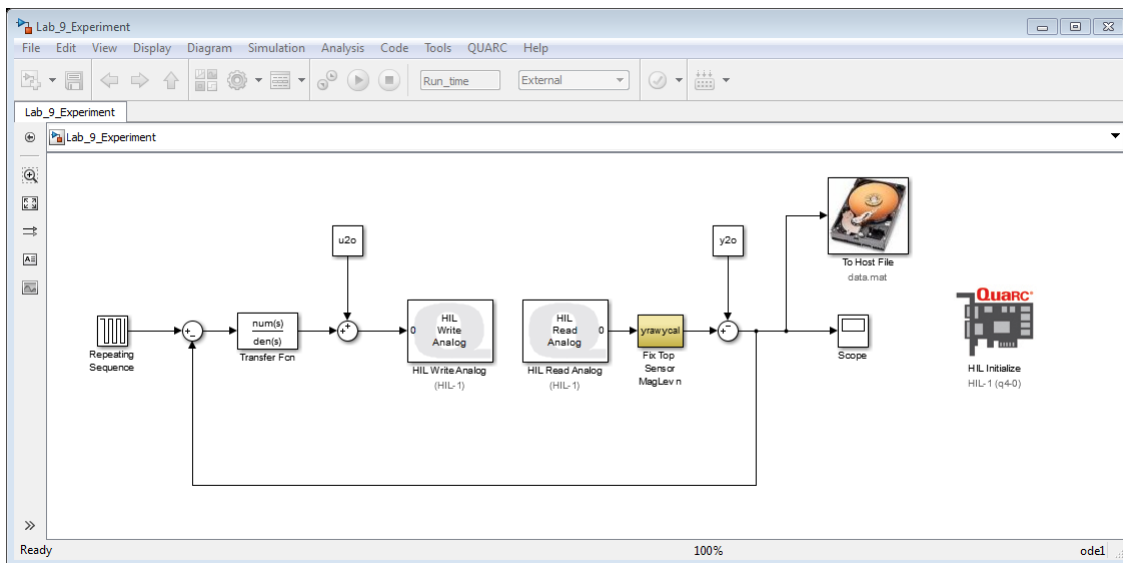 Lab_9_Experiment
File Edit View Display Diagram Simulation Analysis Code Tools QUARC Help
Run_time External
Lab_9_Experiment
Lab_9_Experiment
u2o
y2o
To Host File
data.mat
Repeating
Sequence
+
-
num(s)
den(s)
Transfer Fcn
+
+
0
HIL
Write
Analog
HIL Write Analog
(HIL-1)
HIL
Read
Analog
0
HIL Read Analog
(HIL-1)
yrawycal
Fix Top
Sensor
MagLev n
+
-
Scope
QUARC
HIL Initialize
HIL-1 (q4-0)
Ready 100% ode1